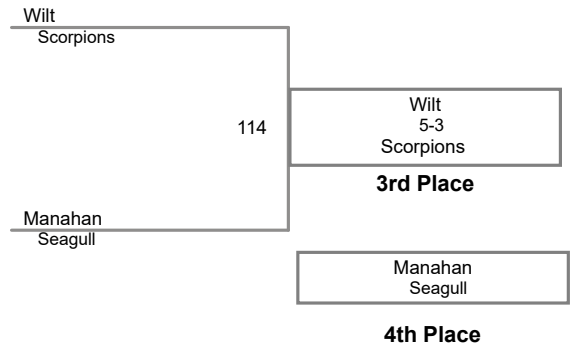 Wilt
Scorpions
114
Wilt
5-3
Scorpions
3rd Place
Manahan
Seagull
Manahan
Seagull
4th Place